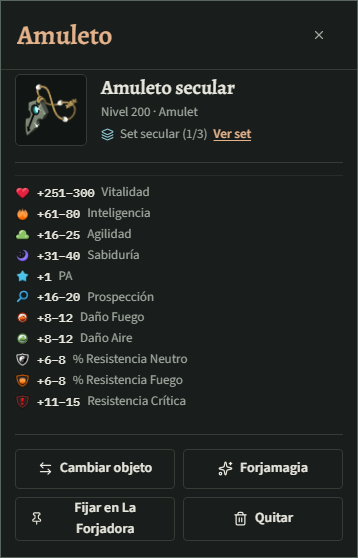 Amuleto
Amuleto secular
Nivel 200 · Amulet
Set secular (1/3) Ver set
+251–300 Vitalidad
+61–80 Inteligencia
+16–25 Agilidad
+31–40 Sabiduría
+1 PA
+16–20 Prospección
+8–12 Daño Fuego
+8–12 Daño Aire
+6–8 % Resistencia Neutro
+6–8 % Resistencia Fuego
+11–15 Resistencia Crítica
Cambiar objeto
Forjamagia
Fijar en La
Forjadora
Quitar